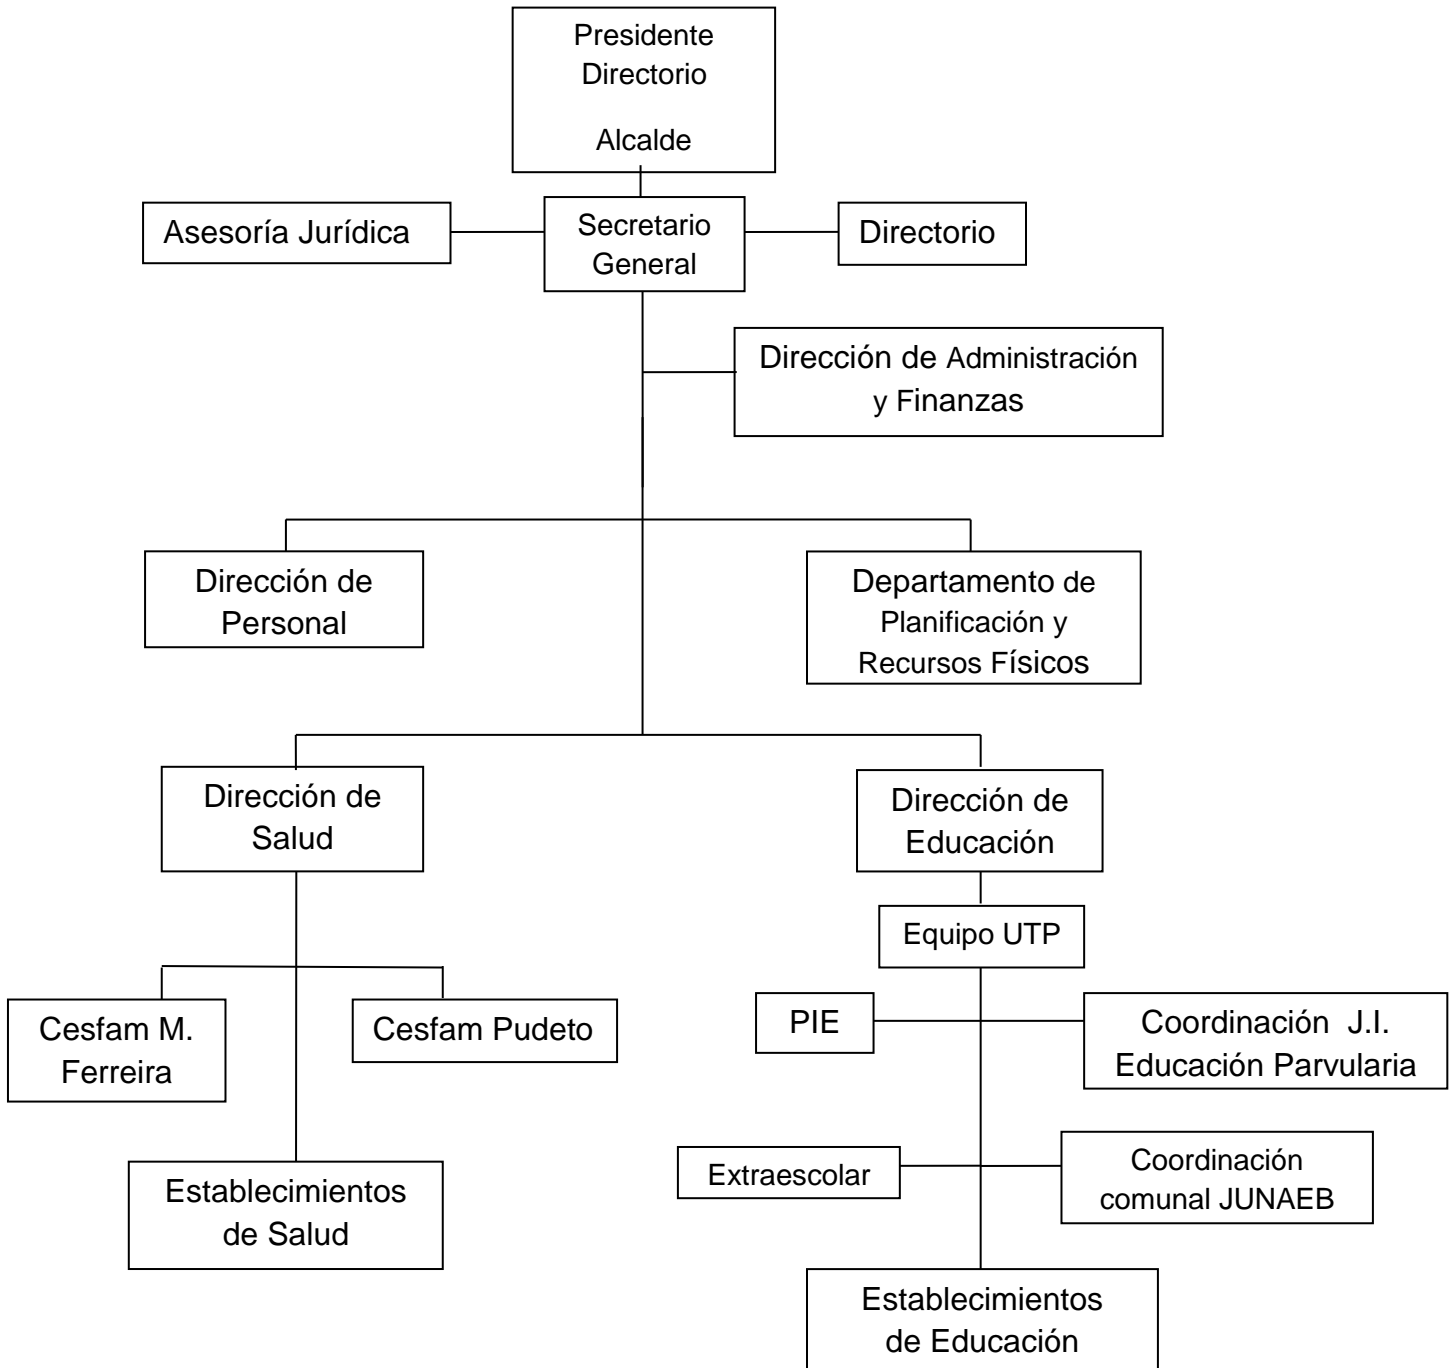 Presidente
Directorio
Alcalde
Asesoría Jurídica
Secretario
General
Directorio
Dirección de Administración
y Finanzas
Dirección de
Personal
Departamento de
Planificación y
Recursos Físicos
Dirección de
Salud
Dirección de
Educación
Equipo UTP
Cesfam M.
Ferreira
Cesfam Pudeto
PIE
Coordinación J.I.
Educación Parvularia
Extraescolar
Coordinación
comunal JUNAEB
Establecimientos
de Salud
Establecimientos
de Educación